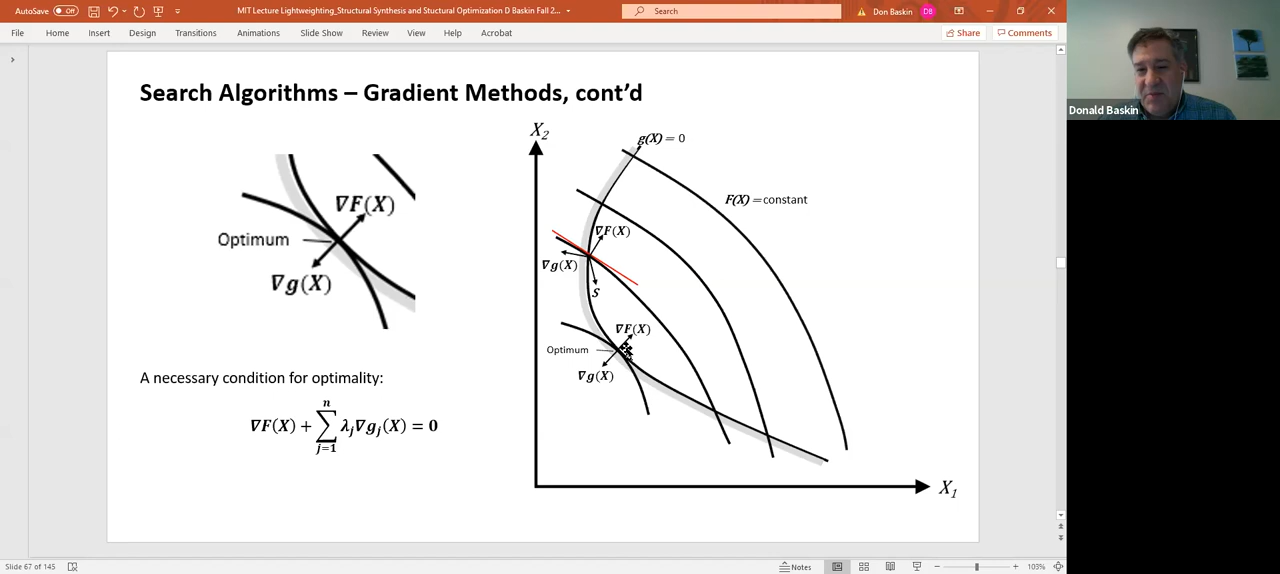 AutoSave Off
MIT Lecture Lightweighting_Structural Synthesis and Stuctural Optimization D Baskin Fall 2...
Search
Don Baskin DB
File Home Insert Design Transitions Animations Slide Show Review View Help Acrobat
Share Comments
Search Algorithms – Gradient Methods, cont’d
∇F(X)
Optimum
∇g(X)
A necessary condition for optimality:
∇F(X) + ∑ⁿⱼ₌₁ λⱼ∇gⱼ(X) = 0
X₂
g(X) = 0
F(X) = constant
∇F(X)
∇g(X)
S
∇F(X)
Optimum
∇g(X)
X₁
Donald Baskin
Slide 67 of 145
Notes
103%